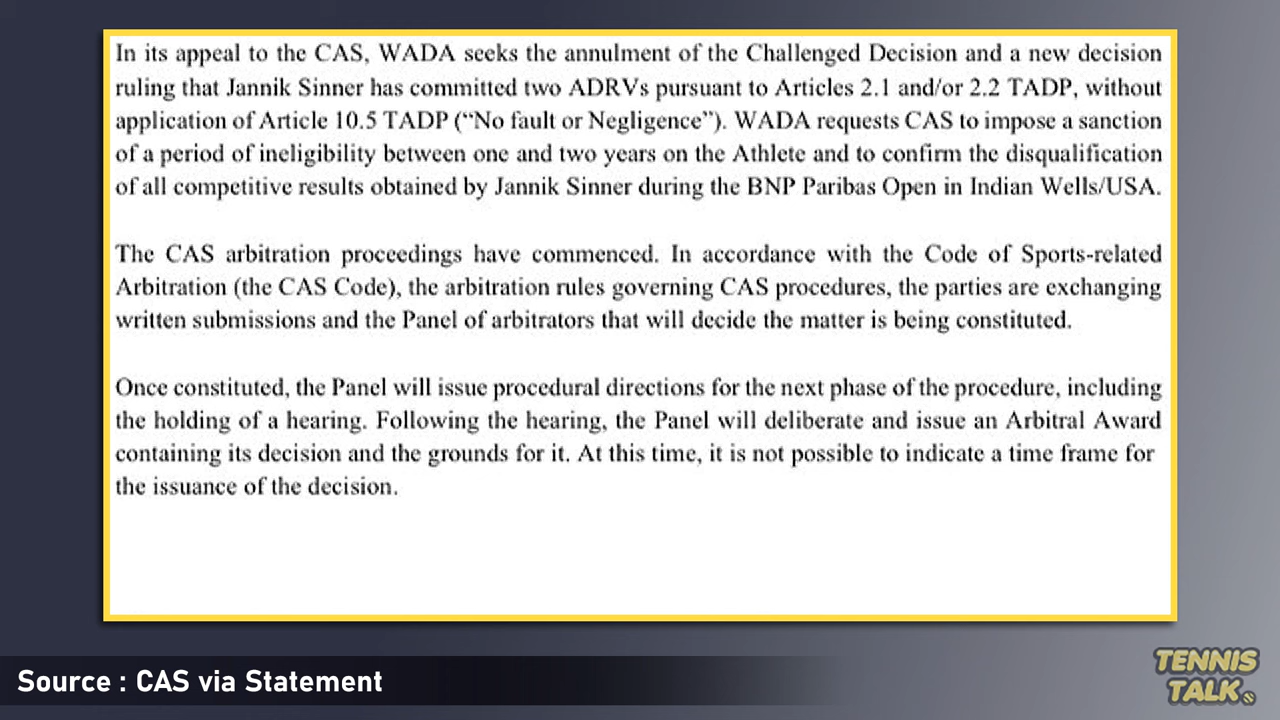 In its appeal to the CAS, WADA seeks the annulment of the Challenged Decision and a new decision
ruling that Jannik Sinner has committed two ADRVs pursuant to Articles 2.1 and/or 2.2 TADP, without
application of Article 10.5 TADP (“No fault or Negligence”). WADA requests CAS to impose a sanction
of a period of ineligibility between one and two years on the Athlete and to confirm the disqualification
of all competitive results obtained by Jannik Sinner during the BNP Paribas Open in Indian Wells/USA.
The CAS arbitration proceedings have commenced. In accordance with the Code of Sports-related
Arbitration (the CAS Code), the arbitration rules governing CAS procedures, the parties are exchanging
written submissions and the Panel of arbitrators that will decide the matter is being constituted.
Once constituted, the Panel will issue procedural directions for the next phase of the procedure, including
the holding of a hearing. Following the hearing, the Panel will deliberate and issue an Arbitral Award
containing its decision and the grounds for it. At this time, it is not possible to indicate a time frame for
the issuance of the decision.
Source : CAS via Statement
TENNIS
TALK